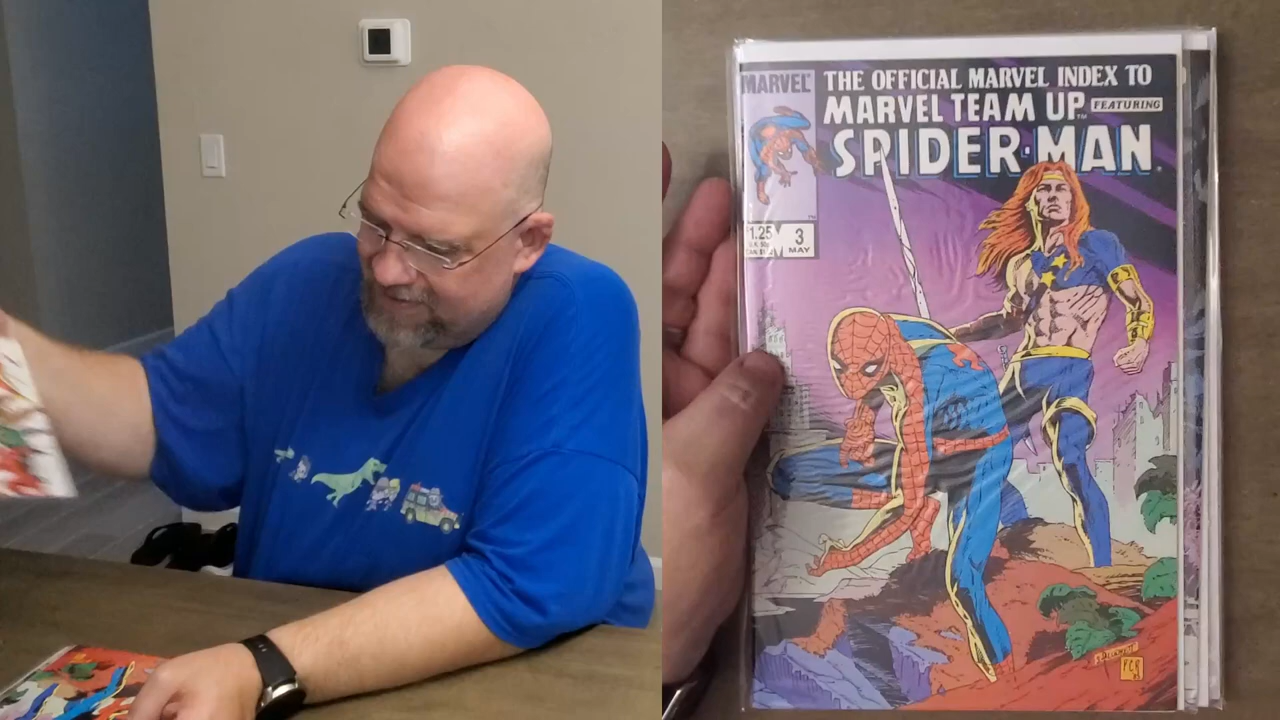 MARVEL
THE OFFICIAL MARVEL INDEX TO
MARVEL TEAM UP FEATURING
SPIDER-MAN
$1.25
3
MAY